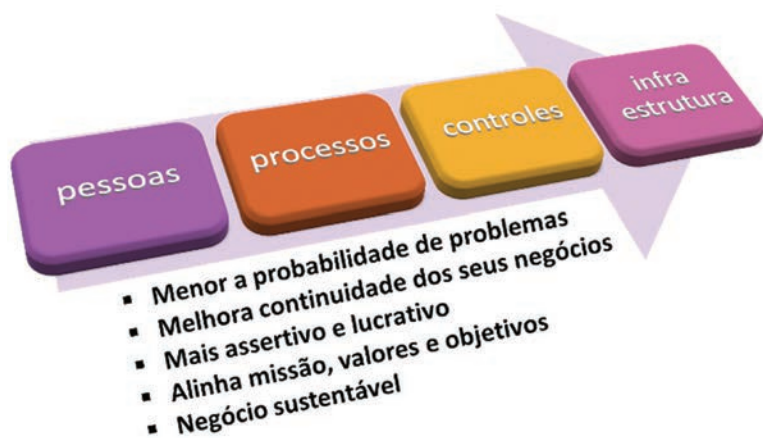 pessoas
processos
controles
infra
estrutura
▪ Menor a probabilidade de problemas
▪ Melhora continuidade dos seus negócios
▪ Mais assertivo e lucrativo
▪ Alinha missão, valores e objetivos
▪ Negócio sustentável